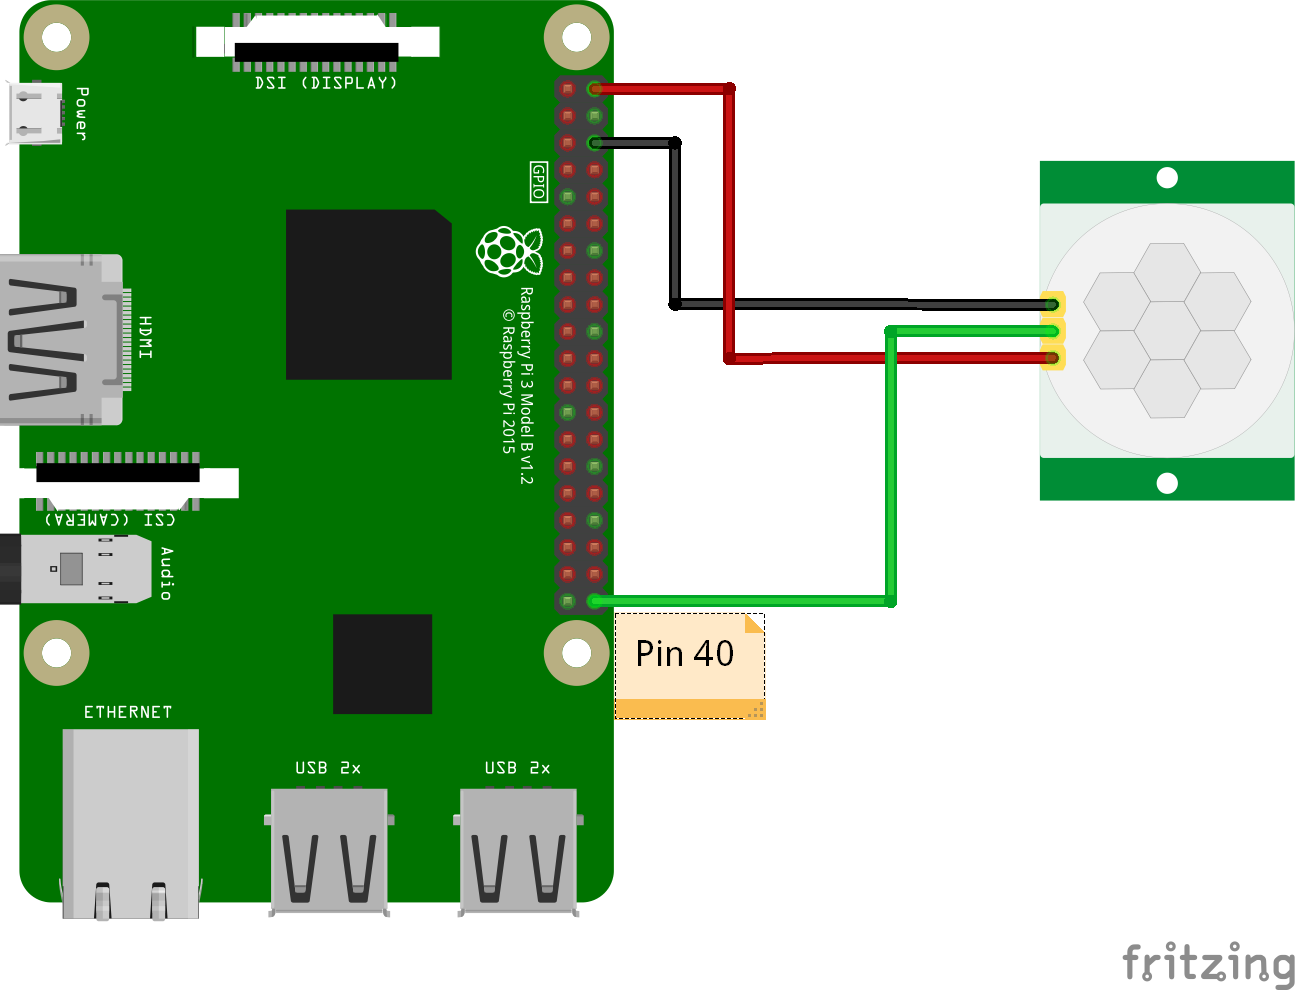 DSI (DISPLAY)
Power
GPIO
HDMI
Raspberry Pi 3 Model B v1.2
© Raspberry Pi 2015
CSI (CAMERA)
Audio
Pin 40
ETHERNET
USB 2x
USB 2x
fritzing